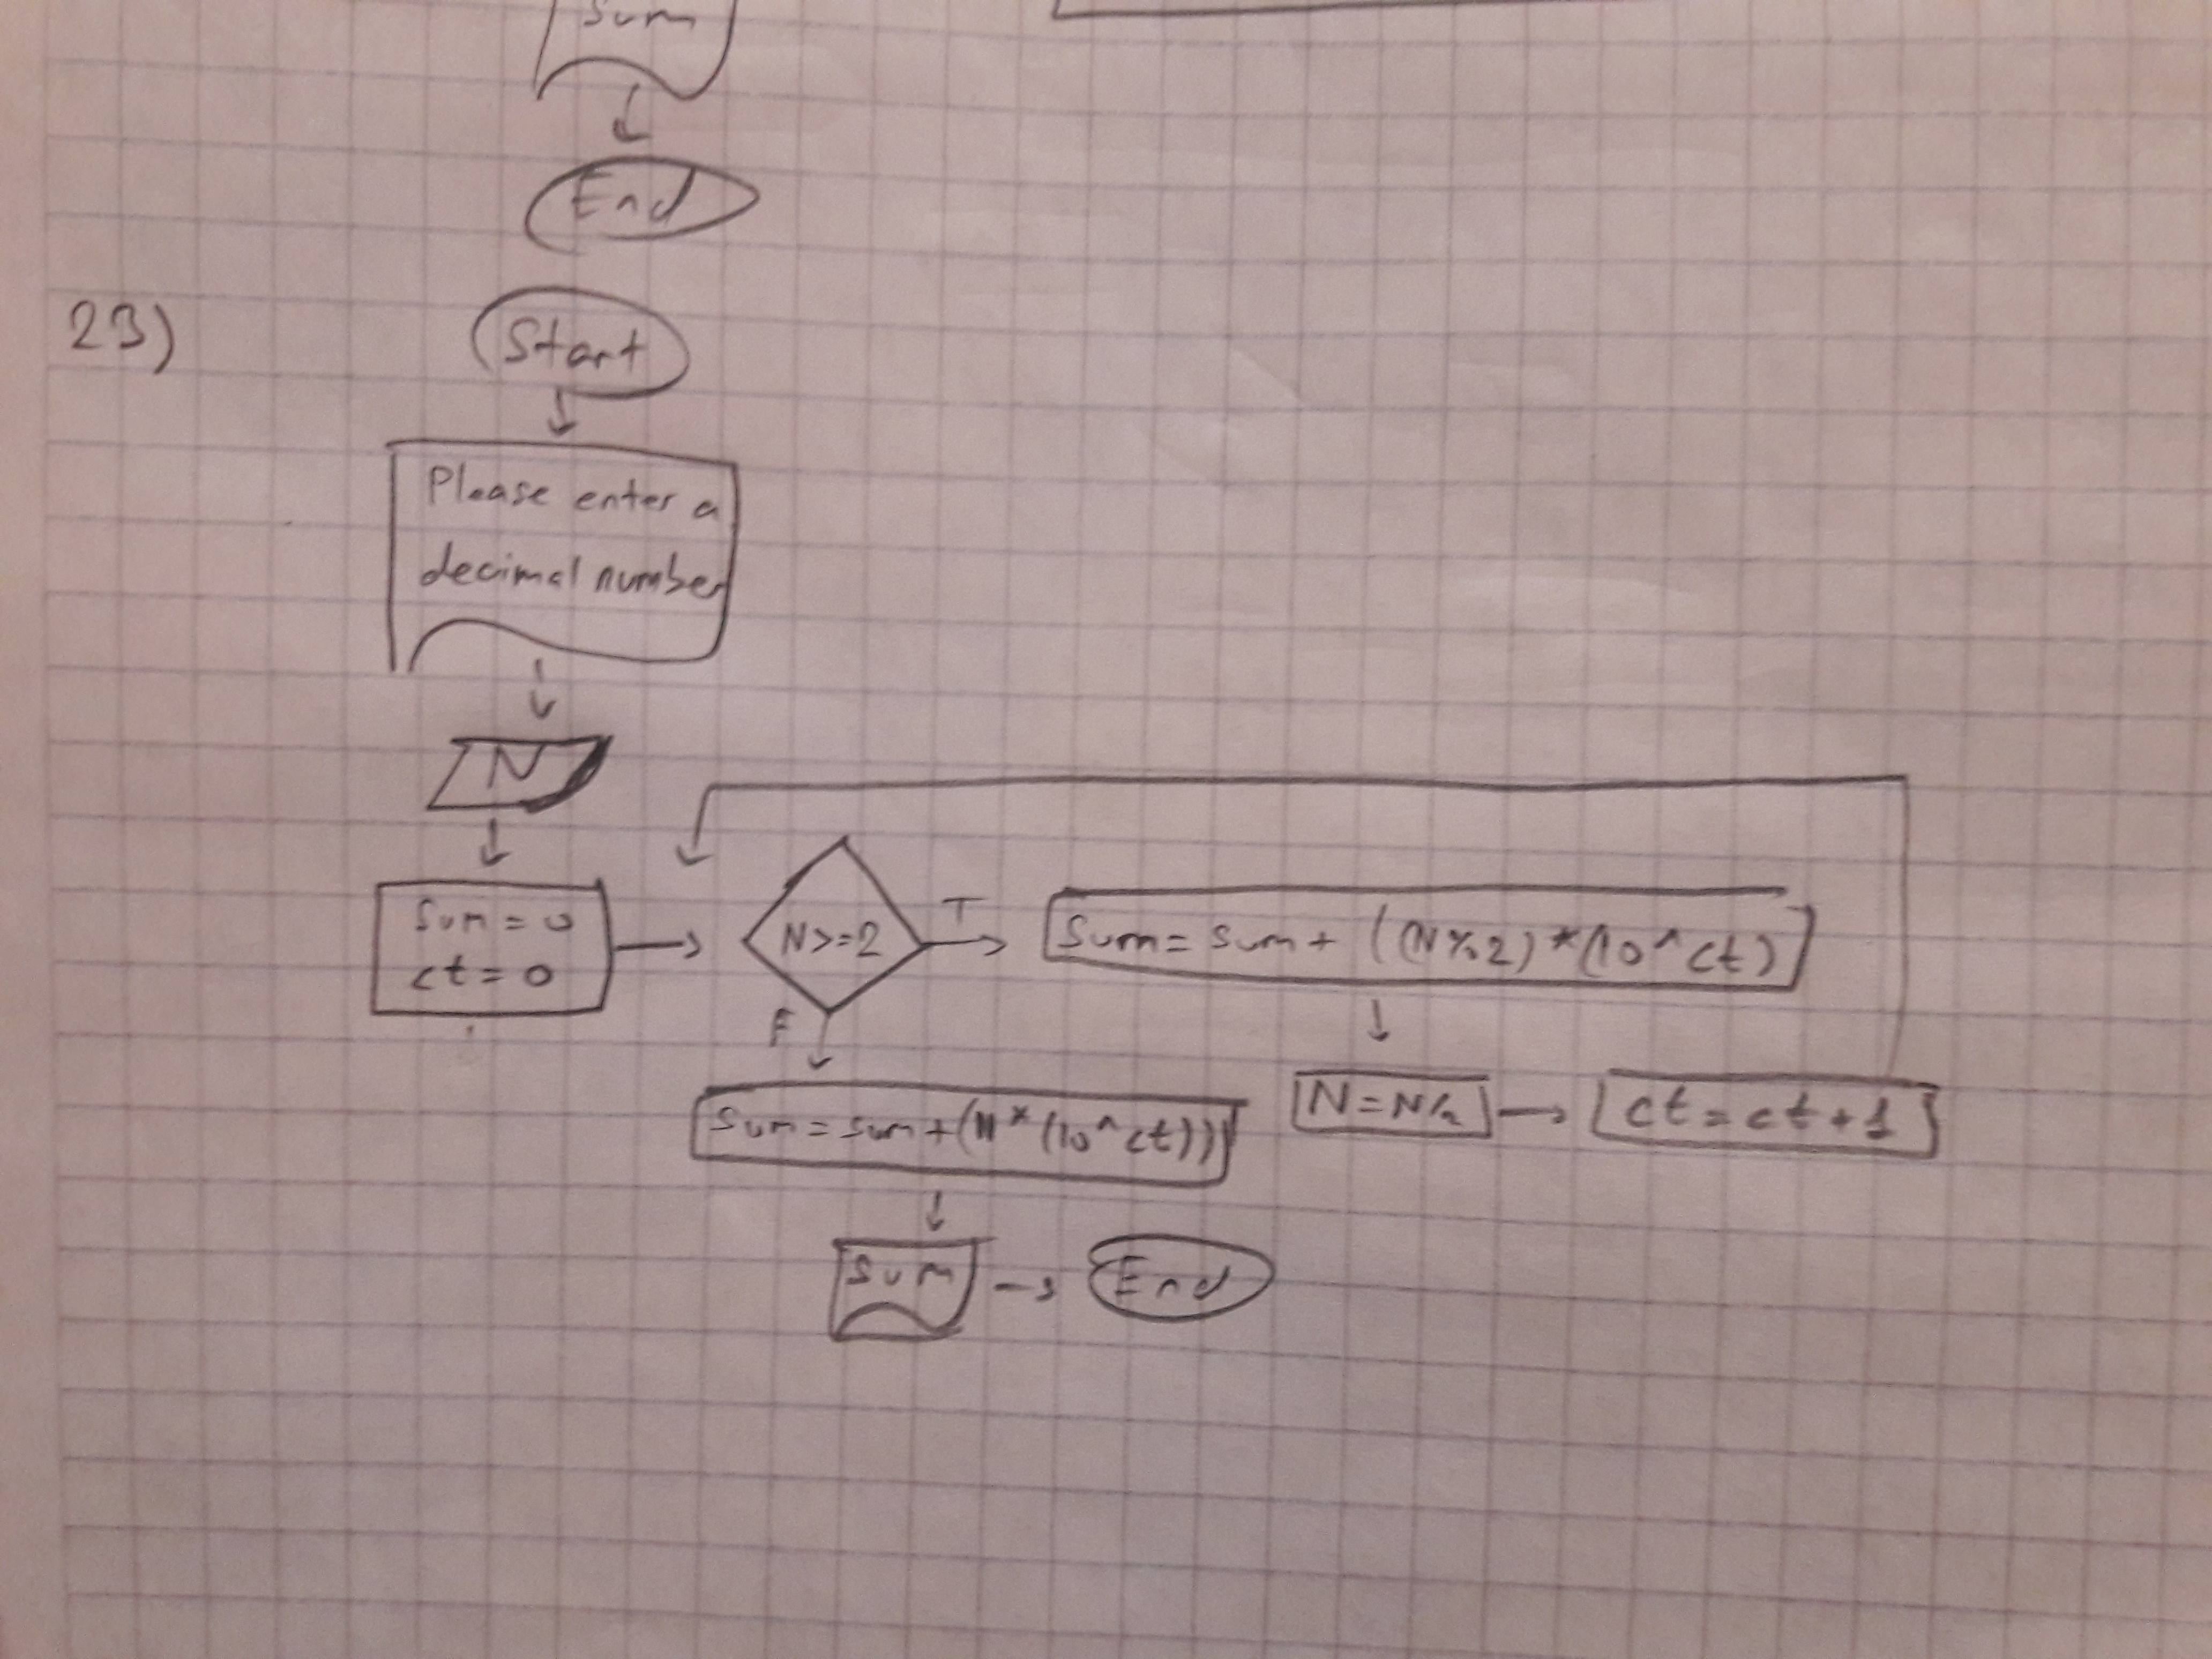 Sum
End
23)
Start
Please enter a
decimal number
N
Sum = 0
ct = 0
N>=2
T
Sum = sum + ((N%2)*(10^ct)
F
N=N/2
ct = ct + 1
Sum = sum + (N* (10^ct))
Sum
End